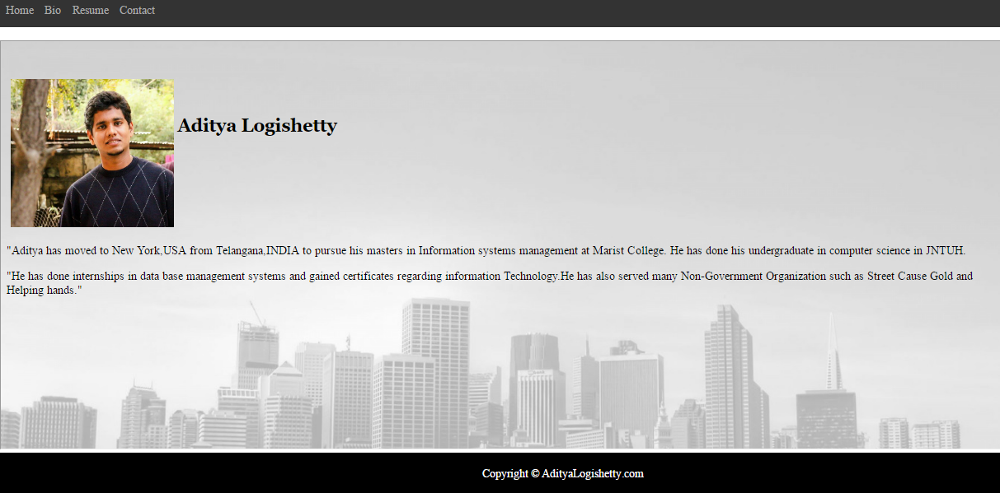 Home Bio Resume Contact
Aditya Logishetty
"Aditya has moved to New York,USA from Telangana,INDIA to pursue his masters in Information systems management at Marist College. He has done his undergraduate in computer science in JNTUH.
"He has done internships in data base management systems and gained certificates regarding information Technology.He has also served many Non-Government Organization such as Street Cause Gold and
Helping hands."
Copyright © AdityaLogishetty.com